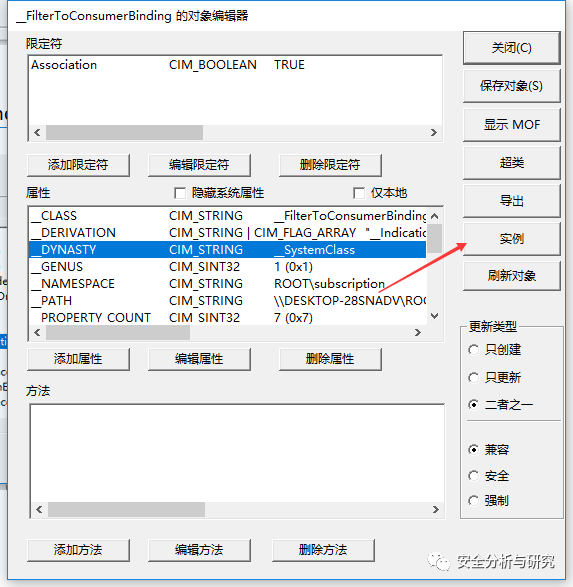 __FilterToConsumerBinding 的对象编辑器
限定符
Association CIM_BOOLEAN TRUE
添加限定符 编辑限定符 删除限定符
属性 隐藏系统属性 仅本地
__CLASS CIM_STRING __FilterToConsumerBinding
__DERIVATION CIM_STRING | CIM_FLAG_ARRAY "__Indicatio
__DYNASTY CIM_STRING __SystemClass
__GENUS CIM_SINT32 1 (0x1)
__NAMESPACE CIM_STRING ROOT\subscription
__PATH CIM_STRING \\DESKTOP-28SNADV\ROO
__PROPERTY_COUNT CIM_SINT32 7 (0x7)
添加属性 编辑属性 删除属性
方法
添加方法 编辑方法 删除方法
关闭(C)
保存对象(S)
显示 MOF
超类
导出
实例
刷新对象
更新类型
只创建
只更新
二者之一
兼容
安全
强制
安全分析与研究